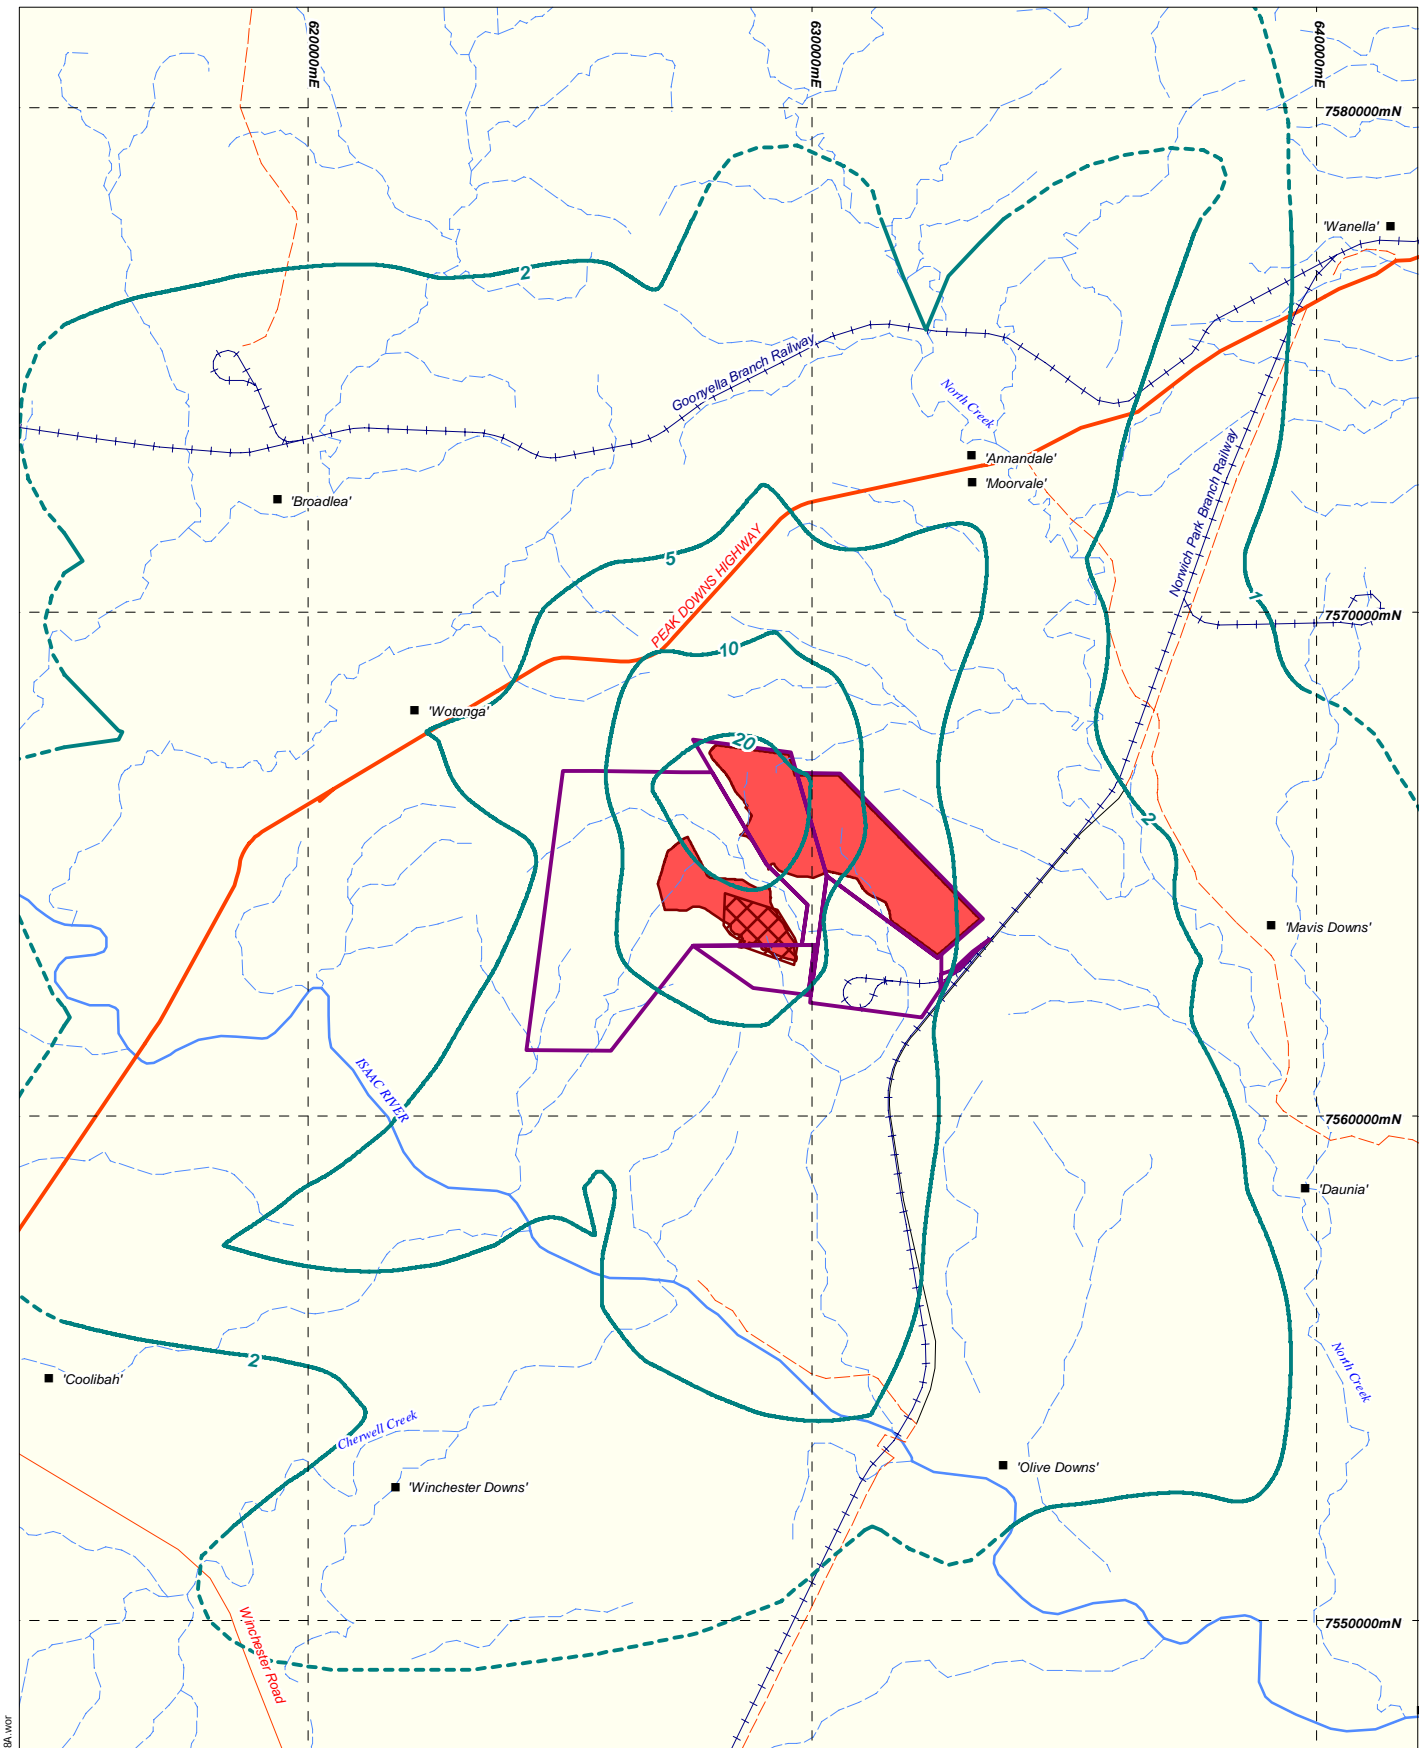 620000mE
630000mE
640000mE
7580000mN
'Wanella'
2
Goonyella Branch Railway
North Creek
'Annandale'
'Moorvale'
'Broadlea'
Norwich Park Branch Railway
5
PEAK DOWNS HIGHWAY
1
7570000mN
10
'Wotonga'
20
2
'Mavis Downs'
ISAAC RIVER
7560000mN
'Daunia'
2
'Coolibah'
North Creek
Cherwell Creek
'Olive Downs'
'Winchester Downs'
Winchester Road
7550000mN
8A.wor